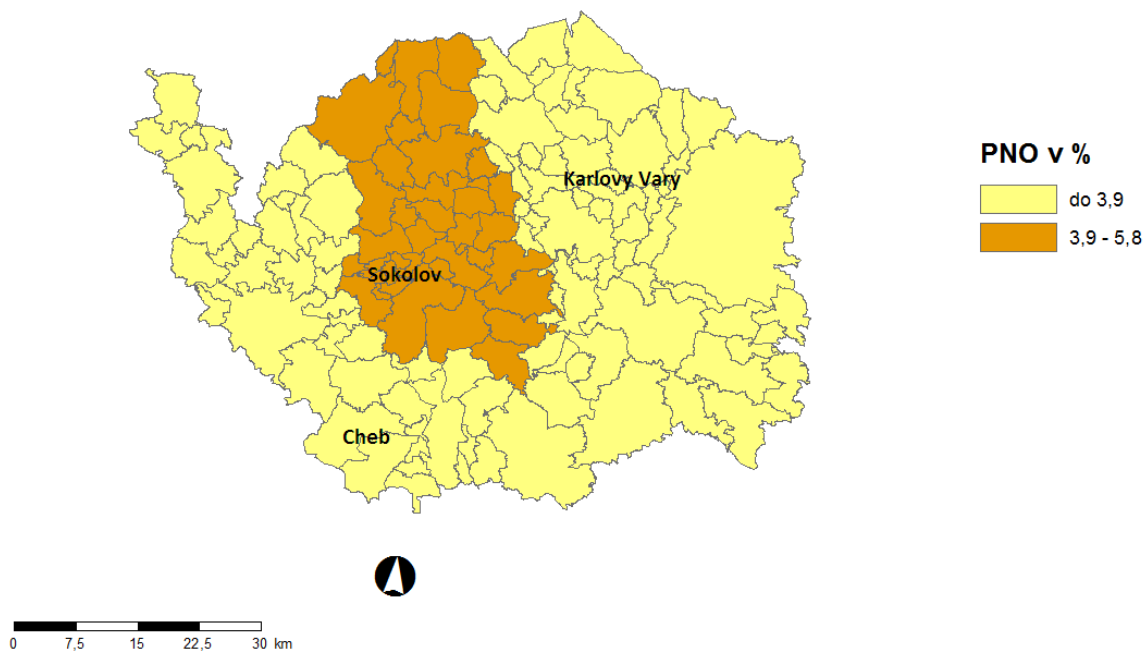 Karlovy Vary
Sokolov
Cheb
PNO v %
do 3,9
3,9 - 5,8
0 7,5 15 22,5 30 km